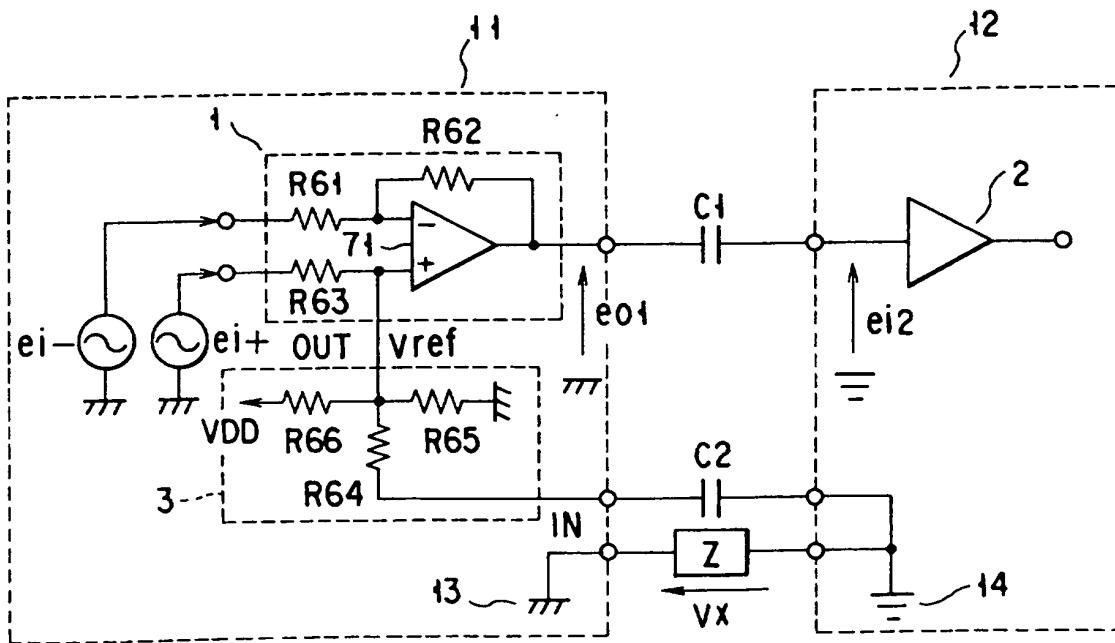 11
12
1
R62
R61
2
C1
71
−
+
R63
eo1
ei2
ei−
ei+
OUT
Vref
VDD
R66
R65
C2
3
R64
IN
Z
13
VX
14